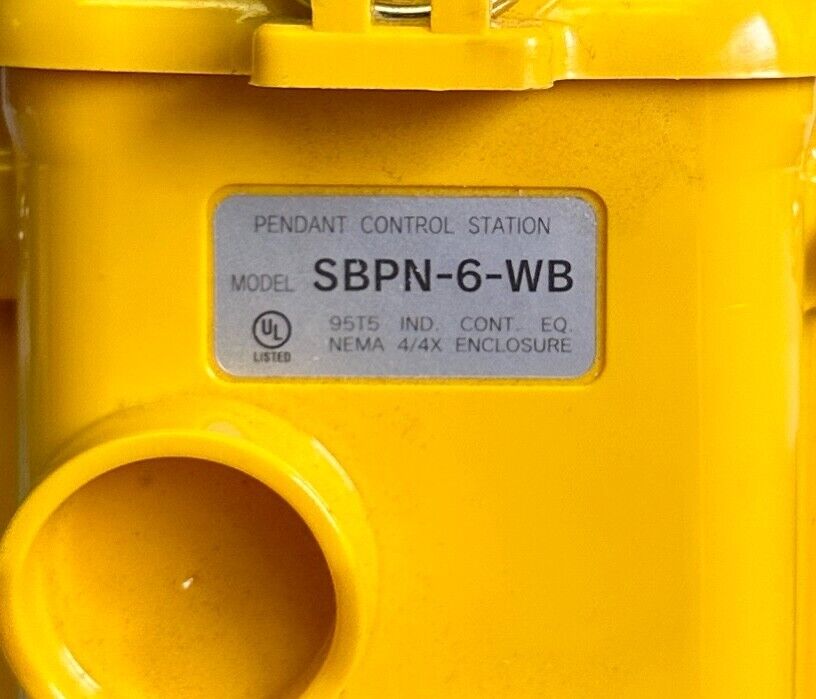 PENDANT CONTROL STATION
MODEL SBPN-6-WB
UL 95T5 IND. CONT. EQ.
LISTED NEMA 4/4X ENCLOSURE